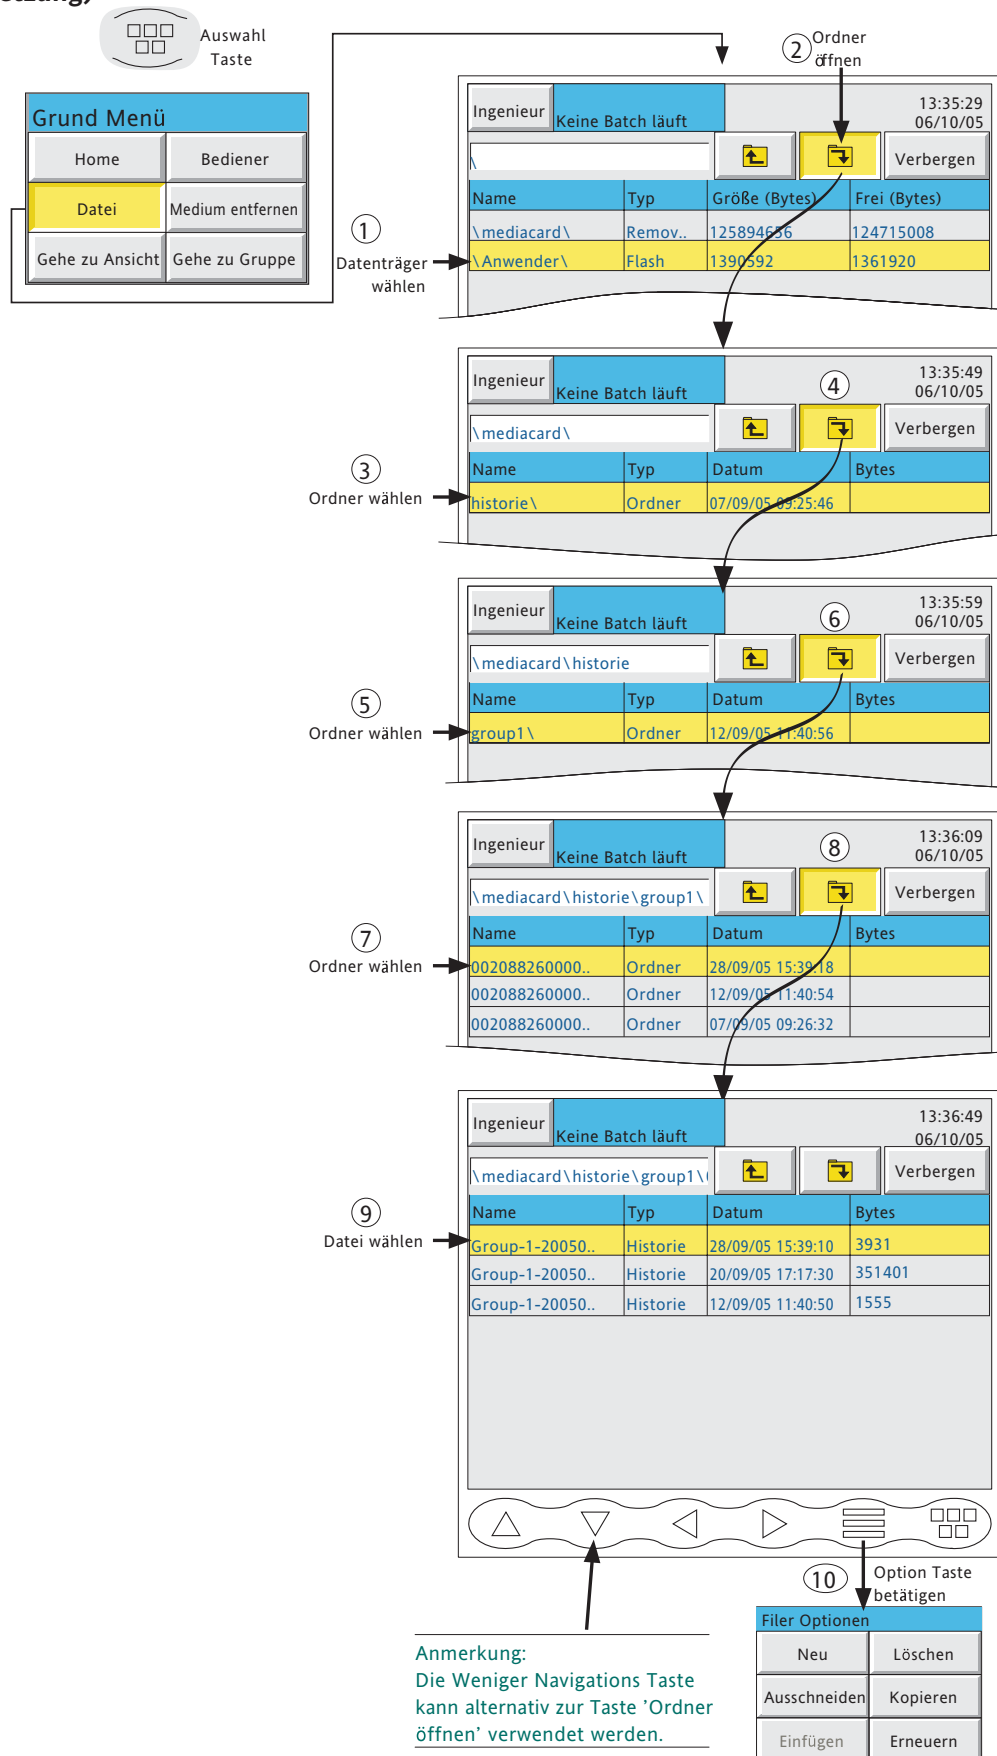 Auswahl
Taste
Grund Menü
Home
Bediener
Datei
Medium entfernen
Gehe zu Ansicht
Gehe zu Gruppe
2
Ordner
öffnen
Ingenieur
Keine Batch läuft
13:35:29
06/10/05
\
Verbergen
Name Typ Größe (Bytes) Frei (Bytes)
\mediacard\ Remov.. 125894656 124715008
\Anwender\ Flash 1390592 1361920
1
Datenträger
wählen
Ingenieur
Keine Batch läuft
4
13:35:49
06/10/05
\mediacard\
Verbergen
Name Typ Datum Bytes
historie\ Ordner 07/09/05 09:25:46
3
Ordner wählen
Ingenieur
Keine Batch läuft
6
13:35:59
06/10/05
\mediacard\historie
Verbergen
Name Typ Datum Bytes
group1\ Ordner 12/09/05 11:40:56
5
Ordner wählen
Ingenieur
Keine Batch läuft
8
13:36:09
06/10/05
\mediacard\historie\group1\
Verbergen
Name Typ Datum Bytes
002088260000.. Ordner 28/09/05 15:39:18
002088260000.. Ordner 12/09/05 11:40:54
002088260000.. Ordner 07/09/05 09:26:32
7
Ordner wählen
Ingenieur
Keine Batch läuft
13:36:49
06/10/05
\mediacard\historie\group1\
Verbergen
Name Typ Datum Bytes
Group-1-20050.. Historie 28/09/05 15:39:10 3931
Group-1-20050.. Historie 20/09/05 17:17:30 351401
Group-1-20050.. Historie 12/09/05 11:40:50 1555
9
Datei wählen
10
Option Taste
betätigen
Filer Optionen
Neu
Löschen
Ausschneiden
Kopieren
Einfügen
Erneuern
Anmerkung:
Die Weniger Navigations Taste
kann alternativ zur Taste ’Ordner
öffnen’ verwendet werden.